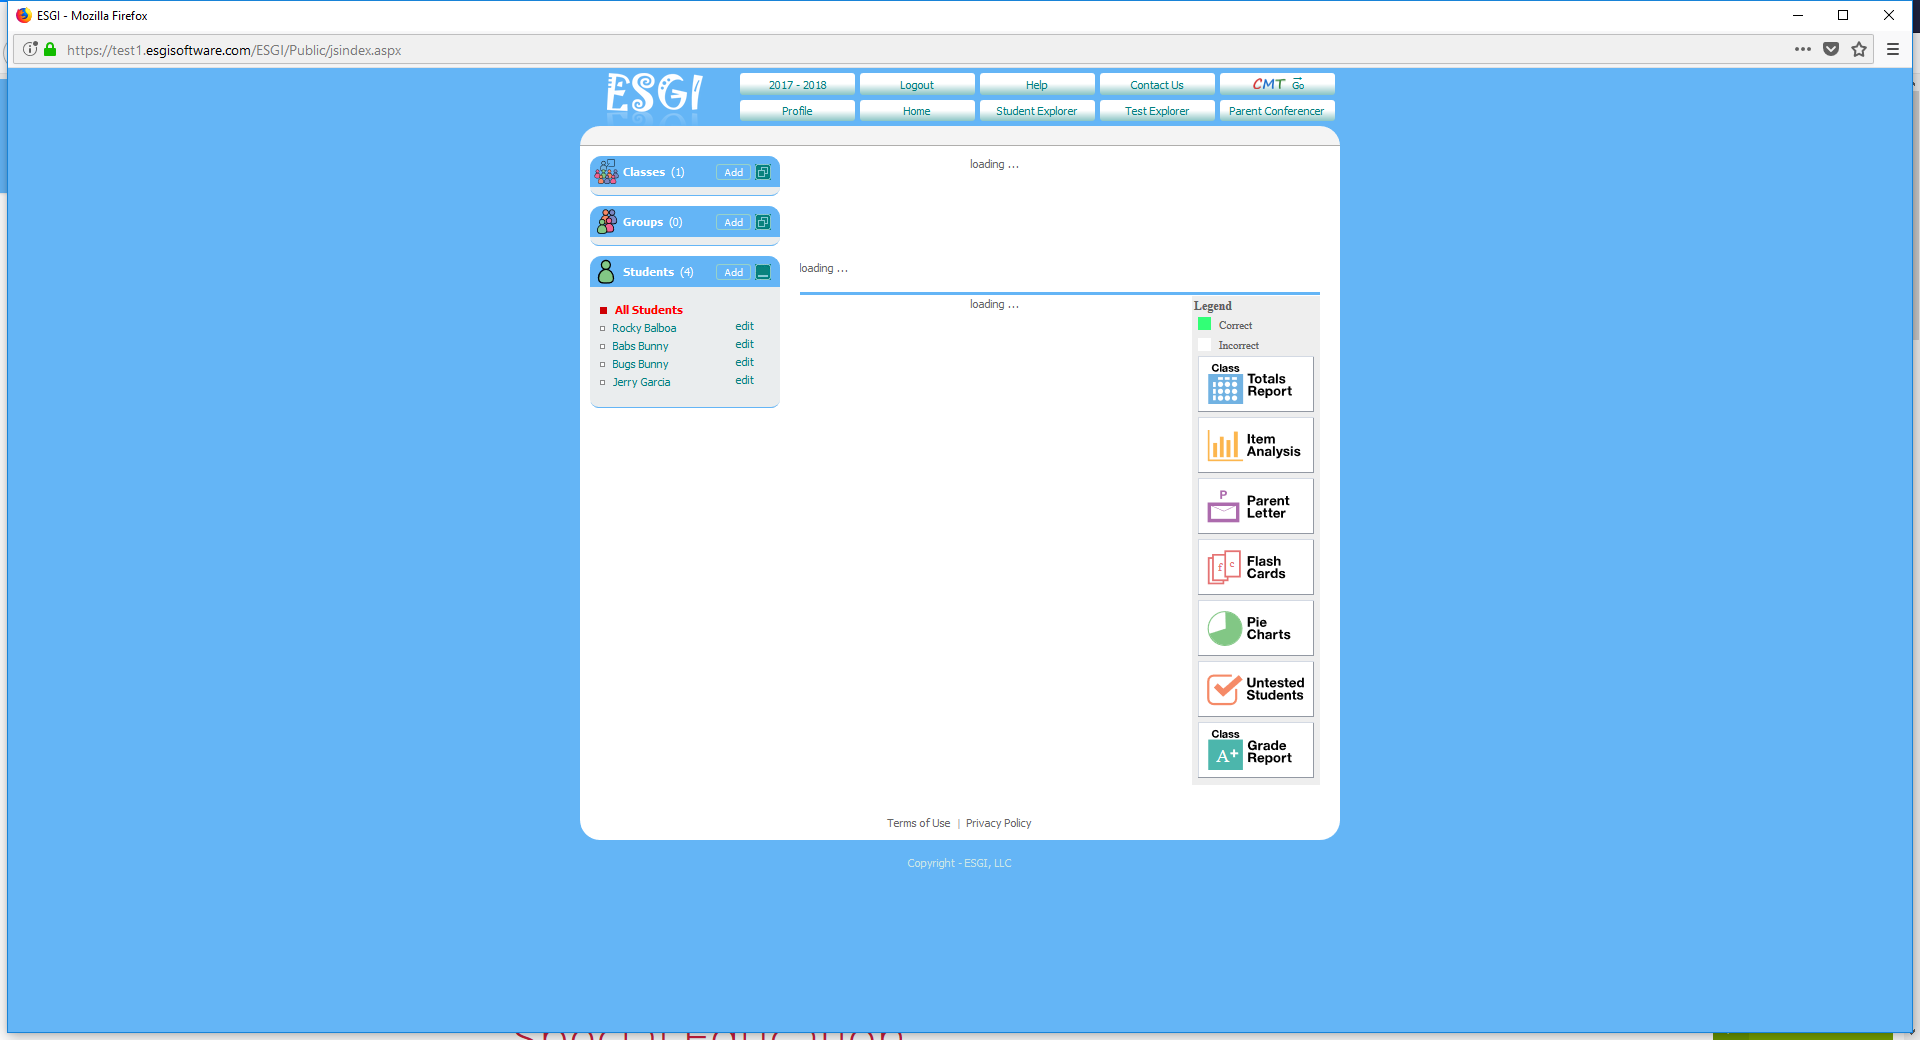 ESGI - Mozilla Firefox
https://test1.esgisoftware.com/ESGI/Public/jsindex.aspx
ESGI
2017 - 2018
Logout
Help
Contact Us
CMT Go
Profile
Home
Student Explorer
Test Explorer
Parent Conferencer
Classes (1) Add
Groups (0) Add
Students (4) Add
All Students
Rocky Balboa edit
Babs Bunny edit
Bugs Bunny edit
Jerry Garcia edit
loading ...
loading ...
loading ...
Legend
Correct
Incorrect
Class
Totals
Report
Item
Analysis
P
Parent
Letter
f c
Flash
Cards
Pie
Charts
Untested
Students
Class
A+
Grade
Report
Terms of Use | Privacy Policy
Copyright - ESGI, LLC
Special Education